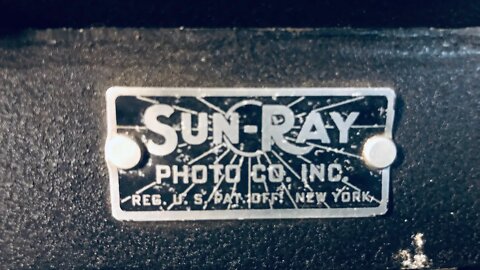 SUN-RAY
PHOTO CO. INC.
REG. U. S. PAT. OFF. NEW YORK